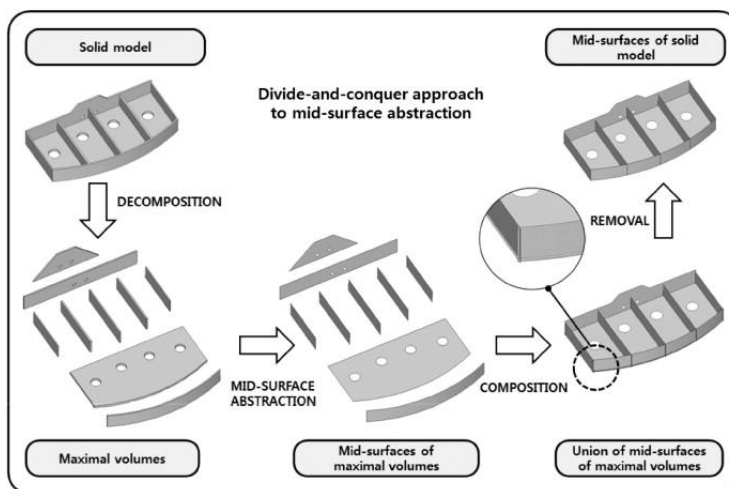 Solid model
Mid-surfaces of solid
model
Divide-and-conquer approach
to mid-surface abstraction
DECOMPOSITION
REMOVAL
MID-SURFACE
ABSTRACTION
COMPOSITION
Maximal volumes
Mid-surfaces of
maximal volumes
Union of mid-surfaces
of maximal volumes